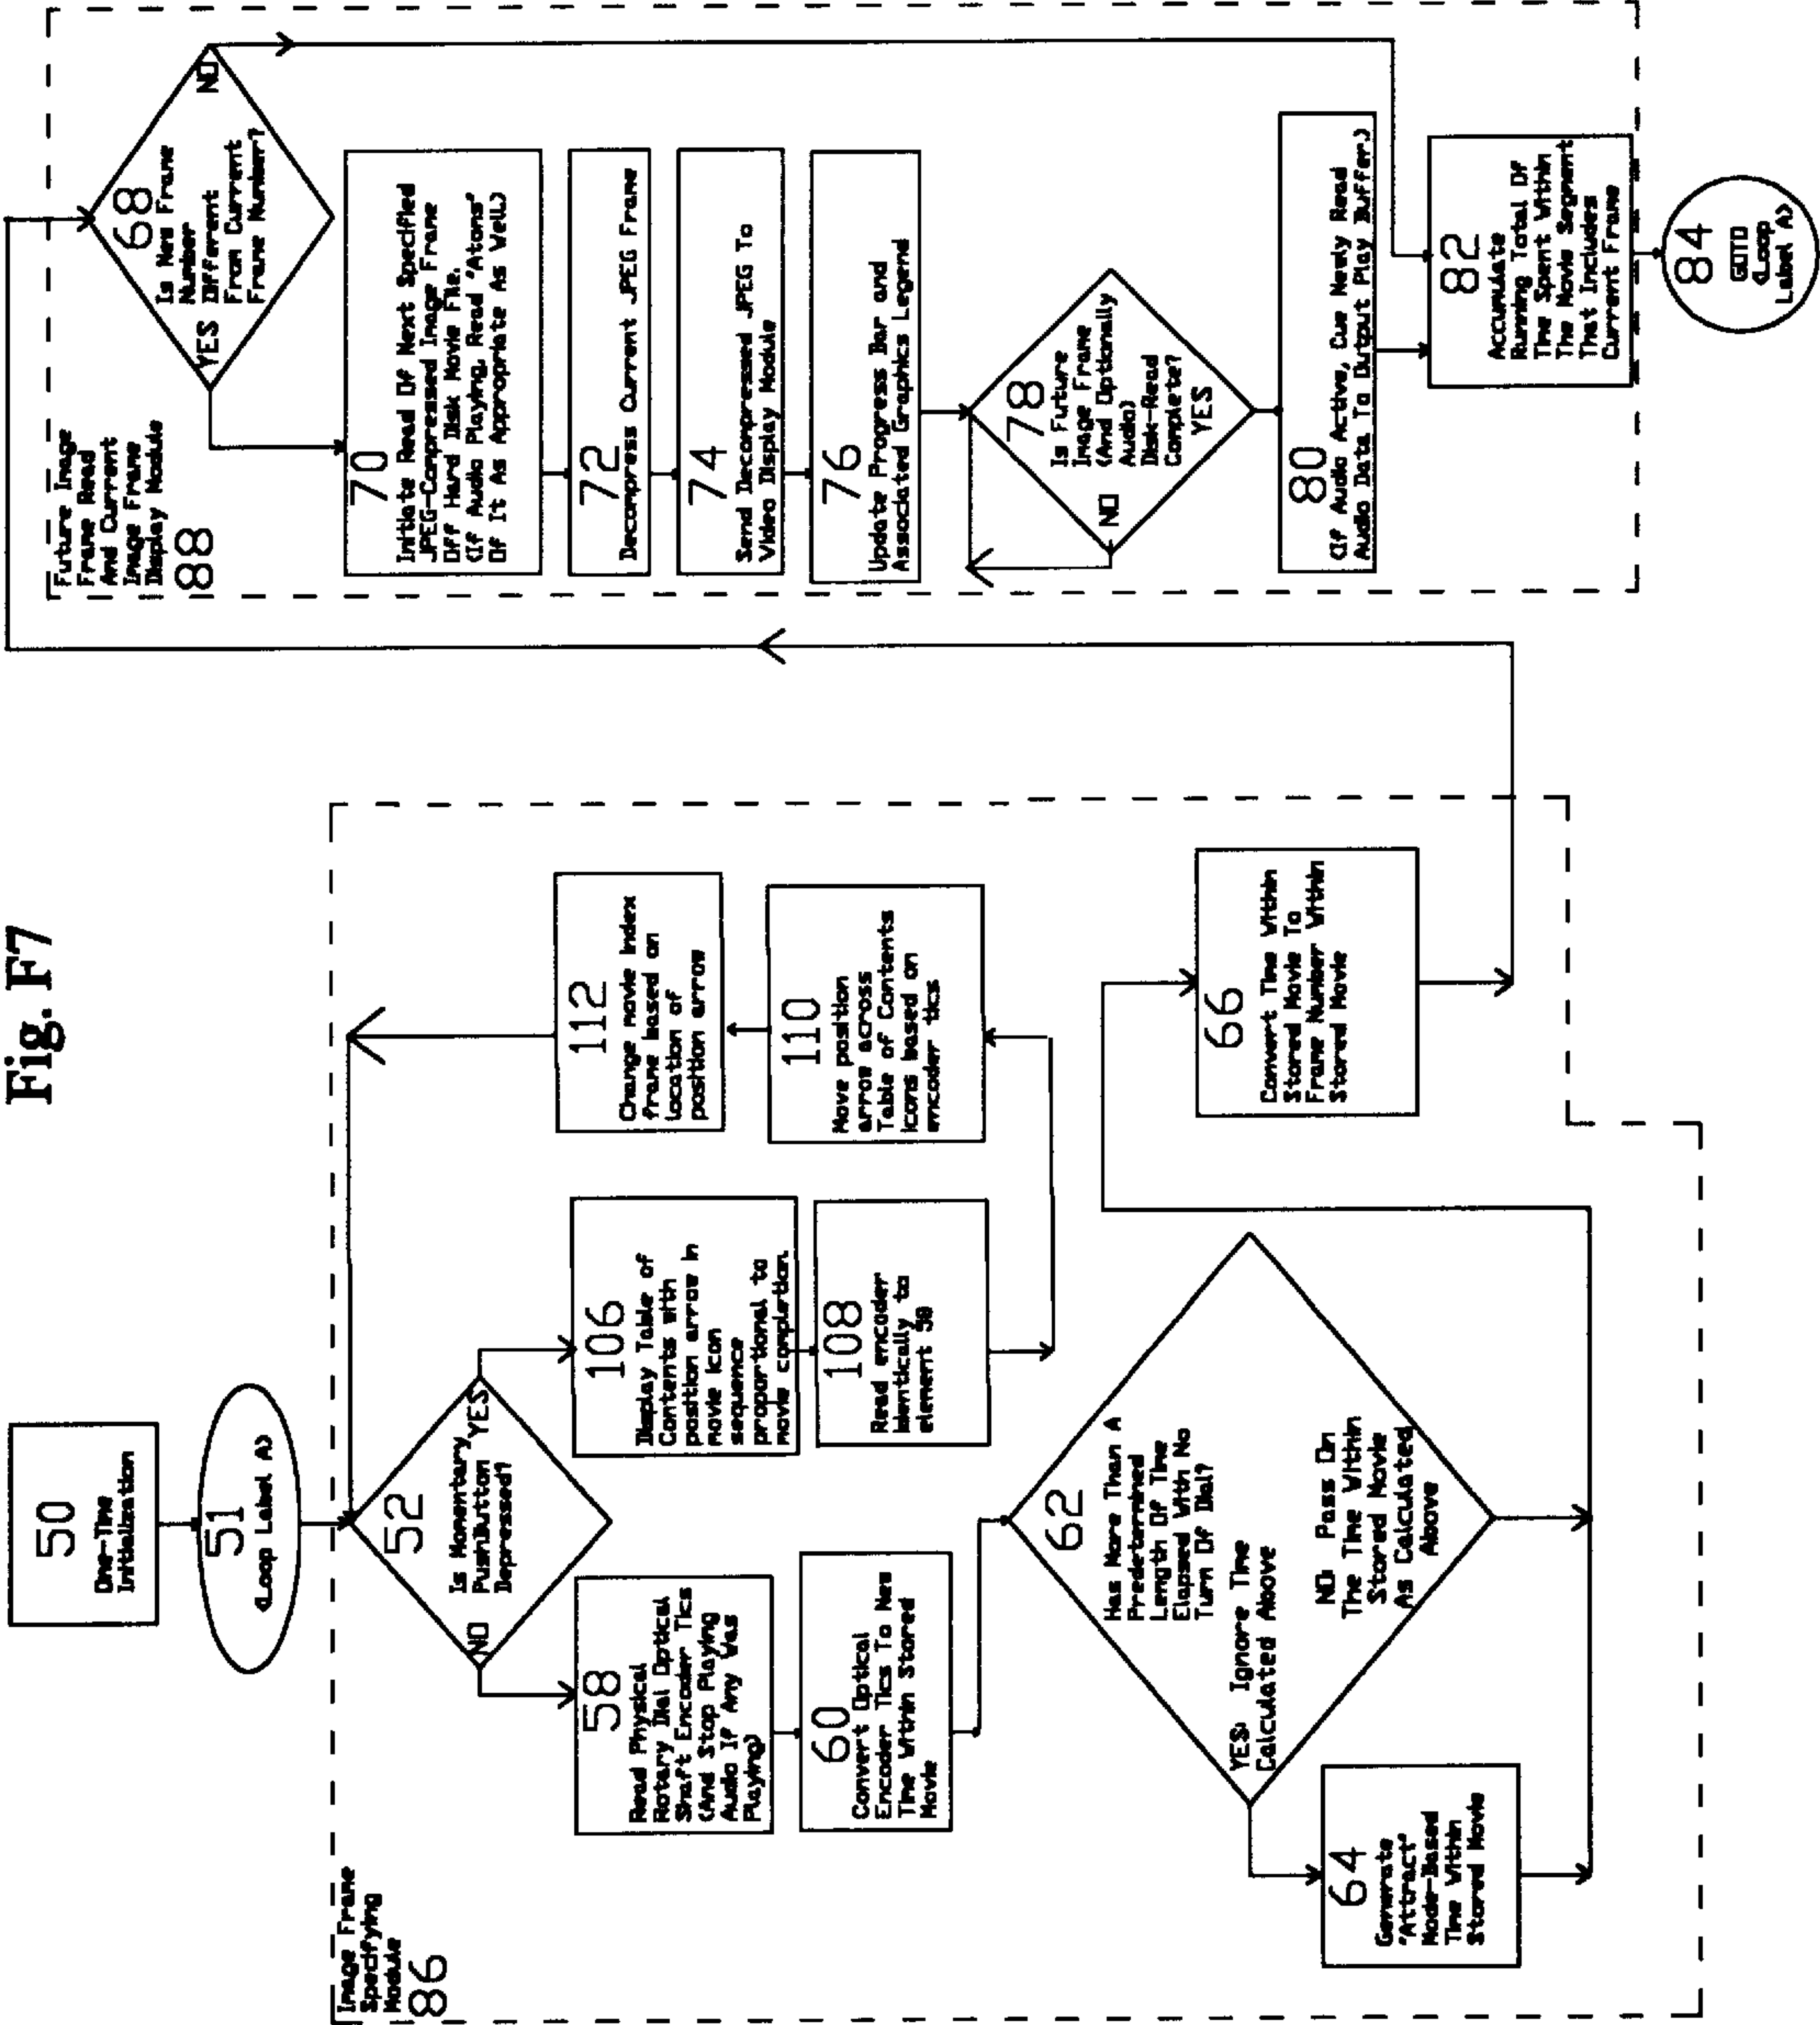 Fig. F7
50
One-Time
Initialization
51
(Loop Label A)
Image Frame
Specifying
Module
86
52
Is Momentary
Pushbutton
Depressed?
NO
YES
58
Read Physical
Rotary Dial Optical
Shaft Encoder Tics
(And Stop Playing
Audio If Any Was
Playing)
60
Convert Optical
Encoder Tics To New
Time Within Stored
Movie
106
Display Table of
Contents with
position arrow in
movie icon
sequence
proportional to
movie completion.
108
Read encoder
identically to
element 58
110
Move position
arrow across
Table of Contents
icons based on
encoder tics
112
Change movie index
frame based on
location of
position arrow
62
Has More Than A
Predetermined
Length Of Time
Elapsed With No
Turn Of Dial?
YES: Ignore Time
Calculated Above
NO: Pass On
The Time Within
Stored Movie
As Calculated
Above
64
Generate
"Attract"
Mode-Based
Time Within
Stored Movie
66
Convert Time Within
Stored Movie To
Frame Number Within
Stored Movie
Future Image
Frame Read
And Current
Image Frame
Display Module
88
68
Is New Frame
Number
Different
From Current
Frame Number?
YES
NO
70
Initiate Read Of Next Specified
JPEG-Compressed Image Frame
Off Hard Disk Movie File.
(If Audio Playing, Read 'Atoms'
Of It As Appropriate As Well.)
72
Decompress Current JPEG Frame
74
Send Decompressed JPEG To
Video Display Module
76
Update Progress Bar and
Associated Graphics Legend
78
Is Future
Image Frame
(And Optionally
Audio)
Disk-Read
Complete?
NO
YES
80
(If Audio Active, Cue Newly Read
Audio Data To Output Play Buffer.)
82
Accumulate
Running Total Of
Time Spent Within
The Movie Segment
That Includes
Current Frame
84
GOTO
(Loop
Label A)